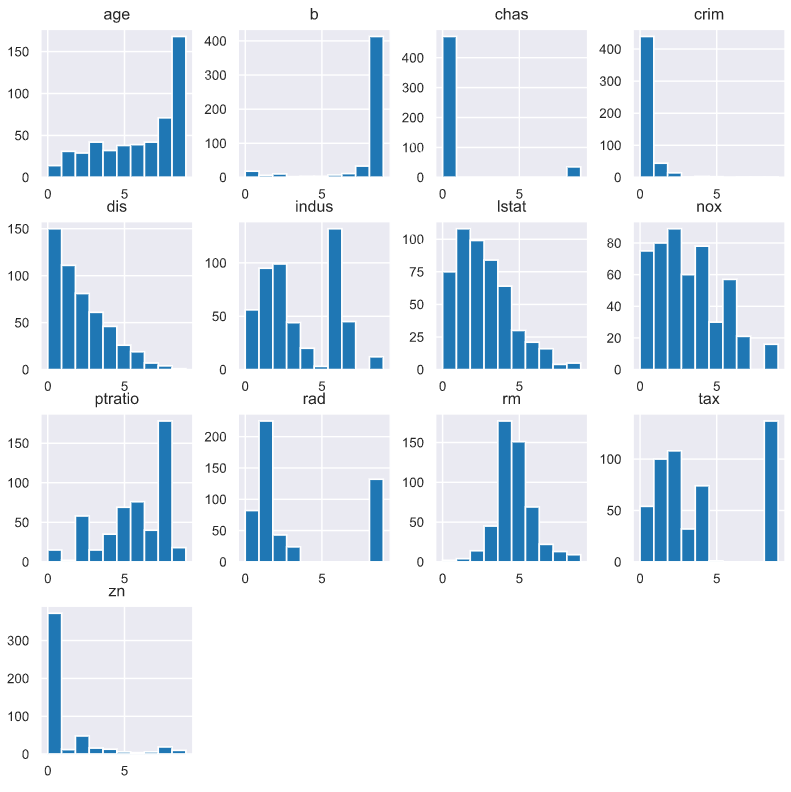 age b chas crim
150 400 400 400
100 300 300 300
50 200 200 200
0 100 100 100
0 0 0
0 5 0 5 0 5 0 5
dis indus lstat nox
150 100 100 80
100 50 75 60
50 0 50 40
0 25 20
0 0
0 5 0 5 0 5 0 5
ptratio rad rm tax
150 200 150 100
100 150 100 50
50 100 50 0
0 50 0
0
0 5 0 5 0 5 0 5
zn
300
200
100
0
0 5